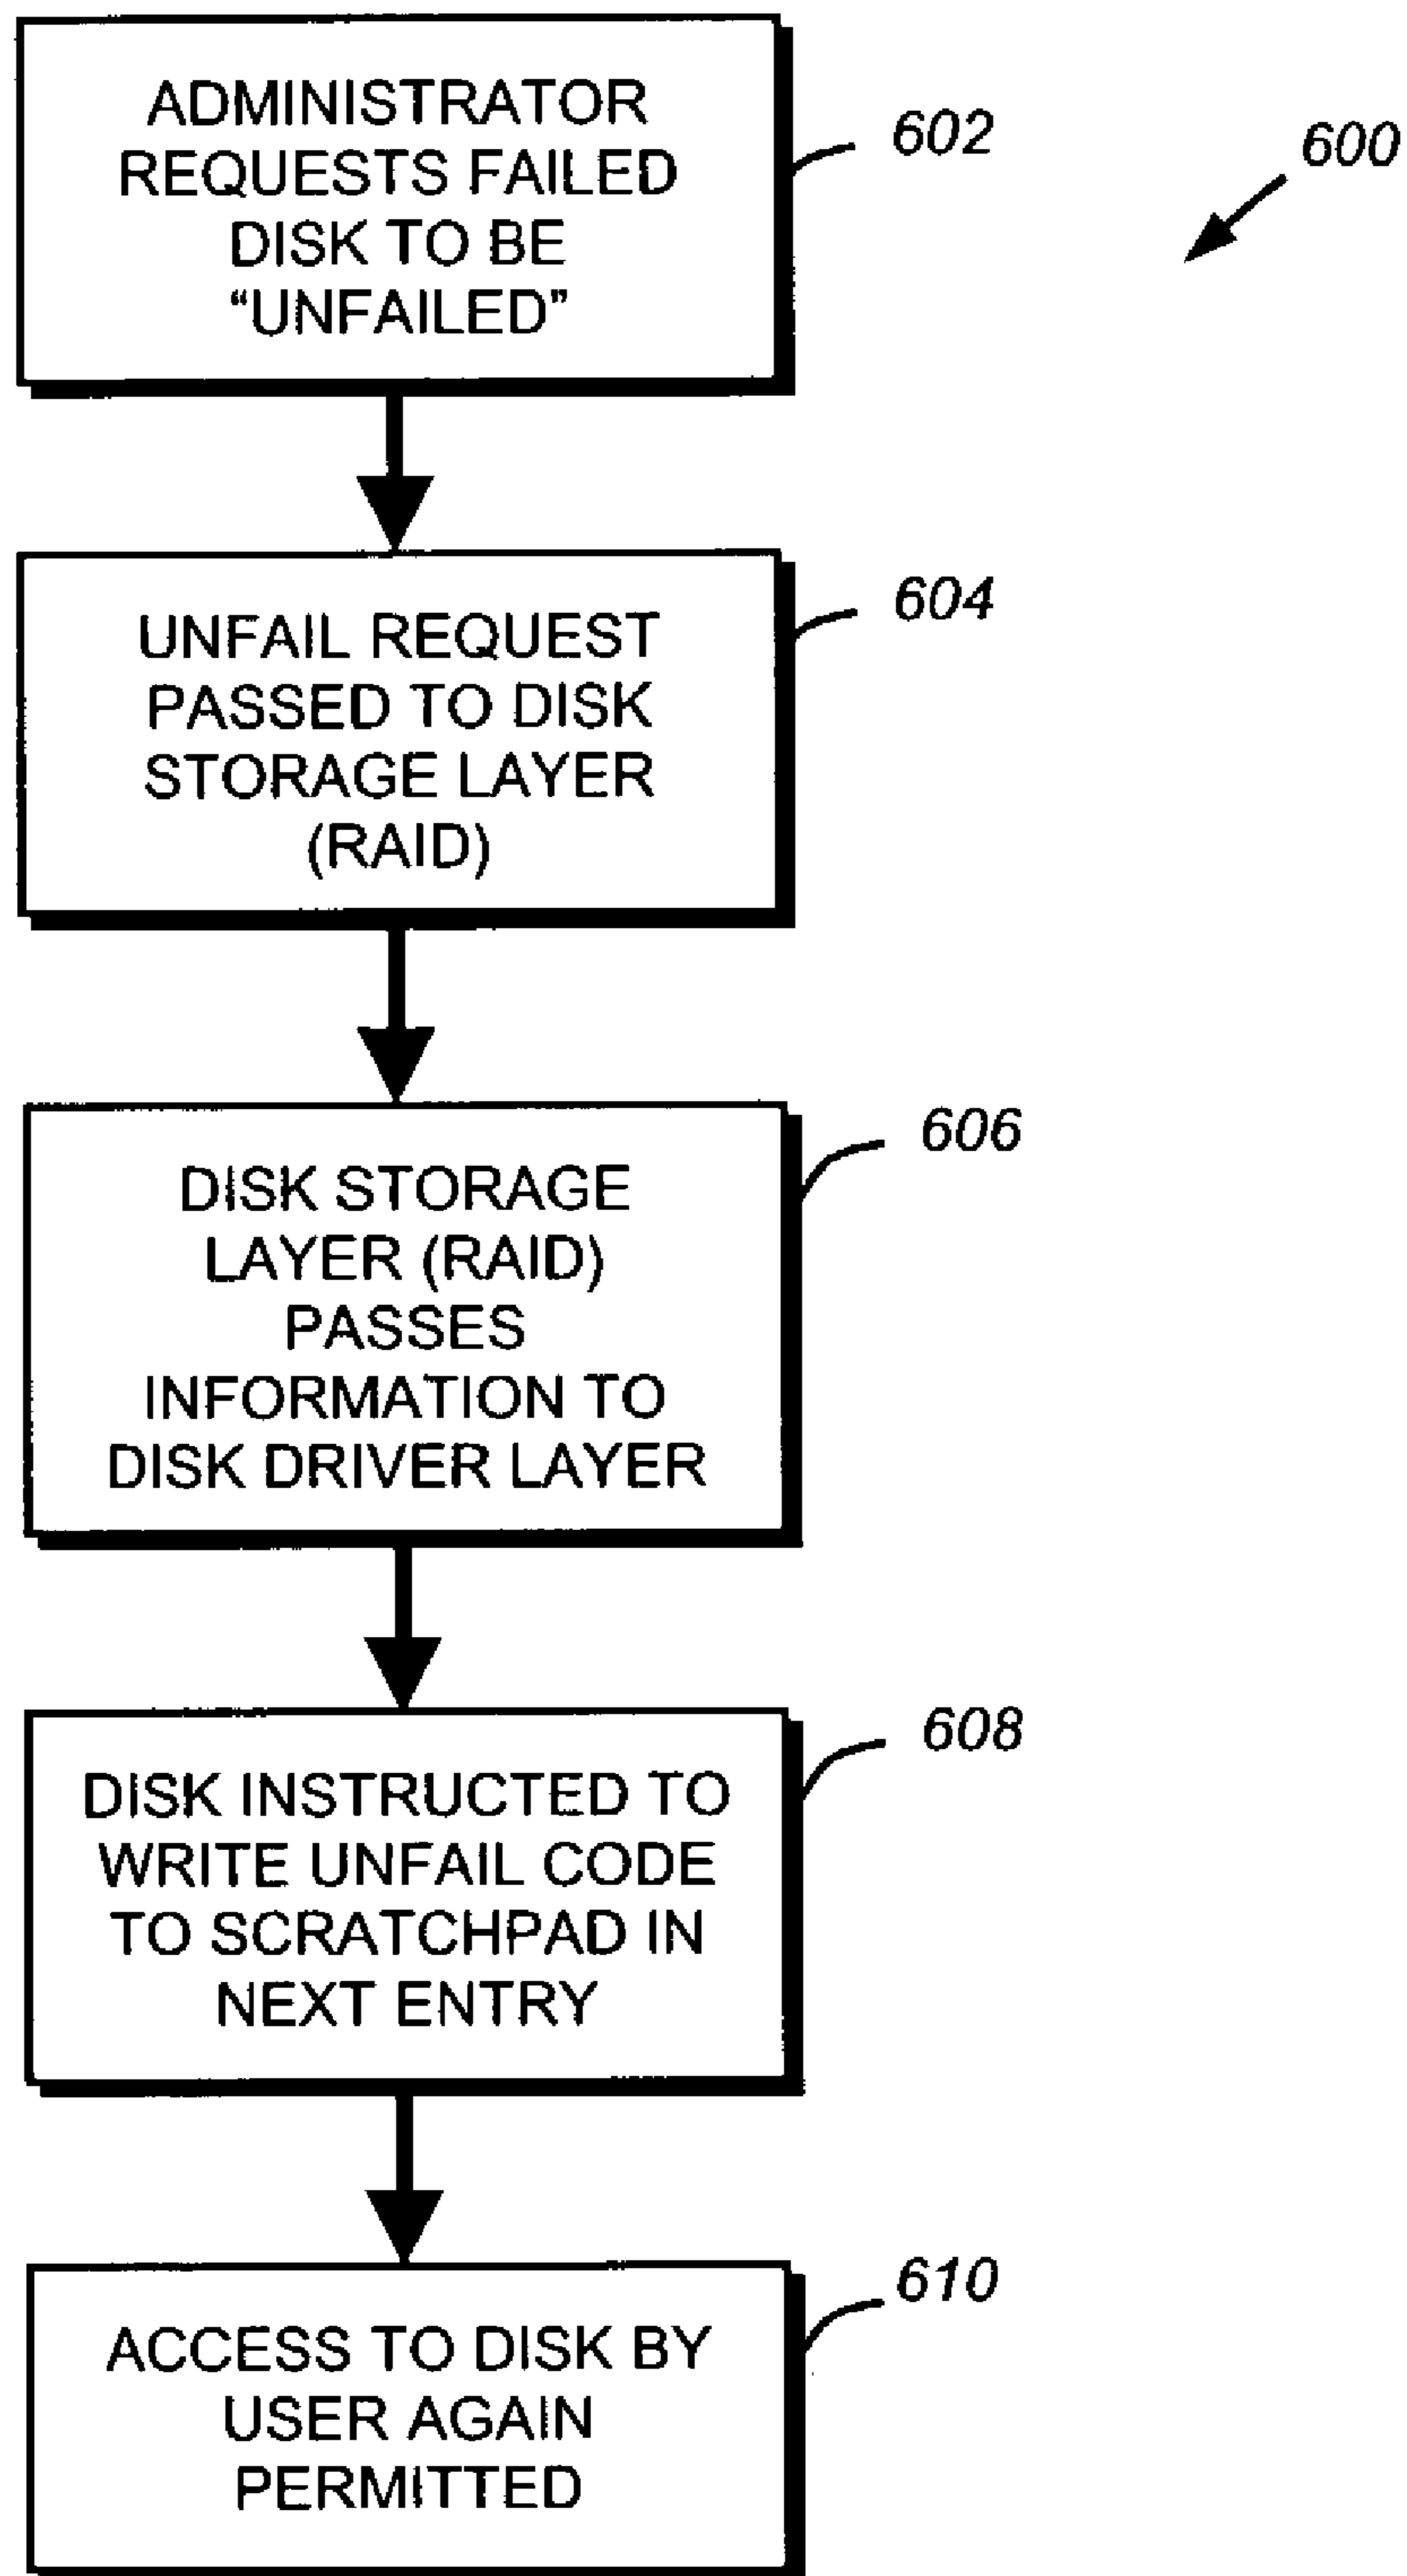 ADMINISTRATOR
REQUESTS FAILED
DISK TO BE
“UNFAILED”
602
600
UNFAIL REQUEST
PASSED TO DISK
STORAGE LAYER
(RAID)
604
DISK STORAGE
LAYER (RAID)
PASSES
INFORMATION TO
DISK DRIVER LAYER
606
DISK INSTRUCTED TO
WRITE UNFAIL CODE
TO SCRATCHPAD IN
NEXT ENTRY
608
ACCESS TO DISK BY
USER AGAIN
PERMITTED
610